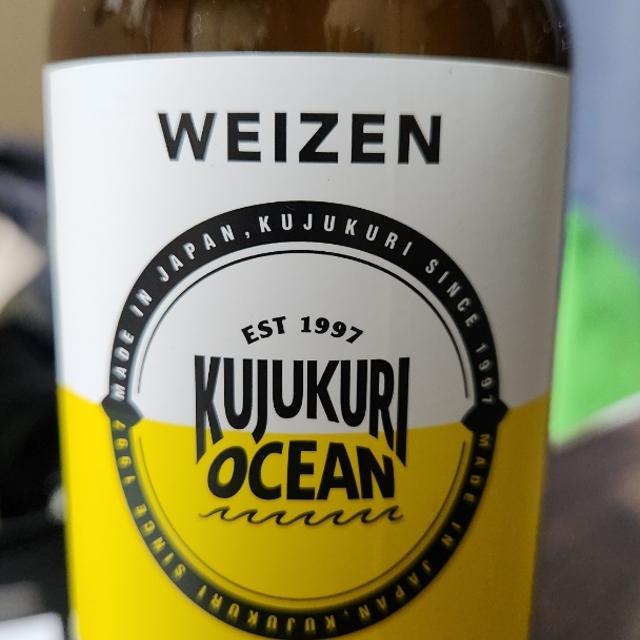 WEIZEN
MADE IN JAPAN, KUJUKURI SINCE 1997
EST 1997
KUJUKURI
OCEAN
MADE IN JAPAN, KUJUKURI SINCE 1997